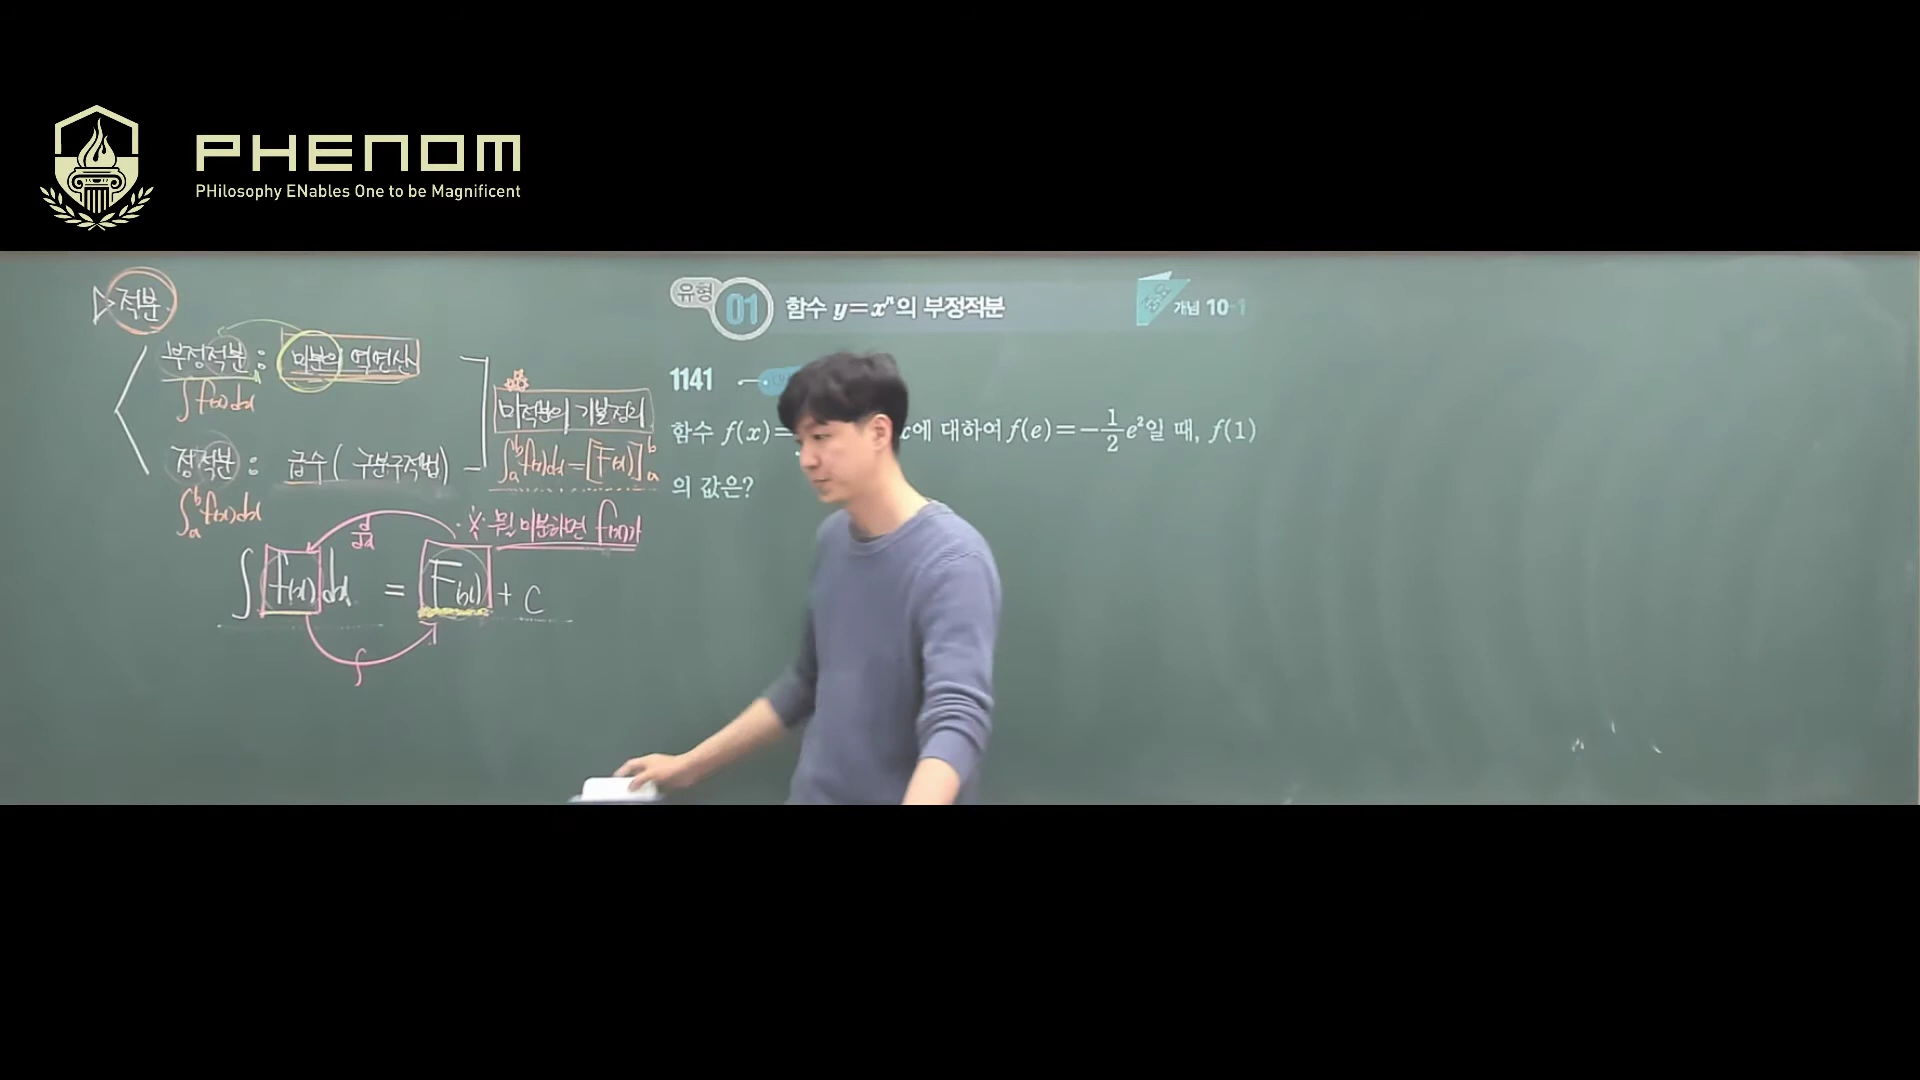 PHENOM
PHilosophy ENables One to be Magnificent
▷ 적분.
부정적분 : 미분의 역연산
∫f(x)dx
정적분 : 급수 ( 구분구적법 )
∫ₐᵇf(x)dx
미적분의 기본정리
∫ₐᵇf(x)dx = [F(x)]ₐᵇ
※ 뭘 미분하면 f(x)가
d/dx
∫f(x)dx = F(x) + C
∫
유형 01 함수 y=xⁿ의 부정적분
개념 10-1
1141
함수 f(x)= x에 대하여 f(e)=-1/2e²일 때, f(1)
의 값은?